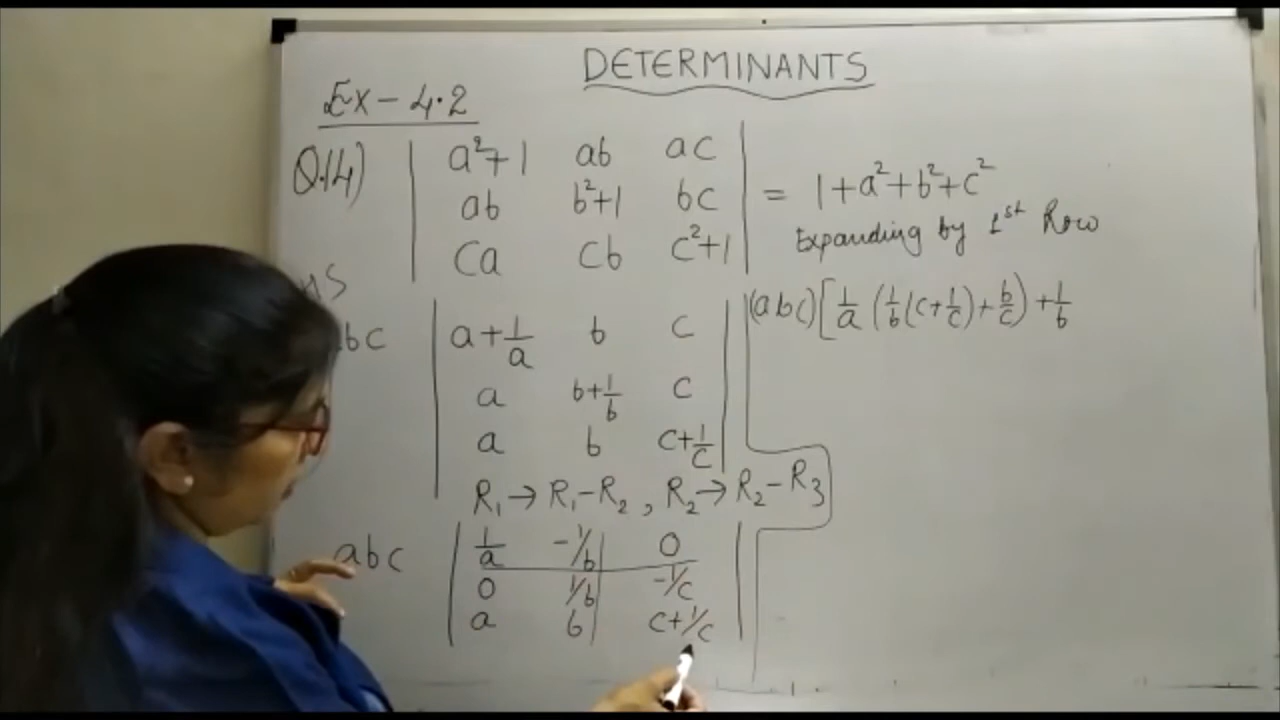 DETERMINANTS
Ex - 4.2
Q.14) | a²+1 ab ac |
| ab b²+1 bc | = 1+a²+b²+c²
| ca cb c²+1 | Expanding by 1st Row
(abc)[1/a (1/b(c+1/c)+b/c)+1/b
bc | a+1/a b c |
| a b+1/b c |
| a b c+1/c |
R₁→R₁-R₂, R₂→R₂-R₃
abc | 1/a -1/b 0 |
| 0 1/b -1/c |
| a b c+1/c |